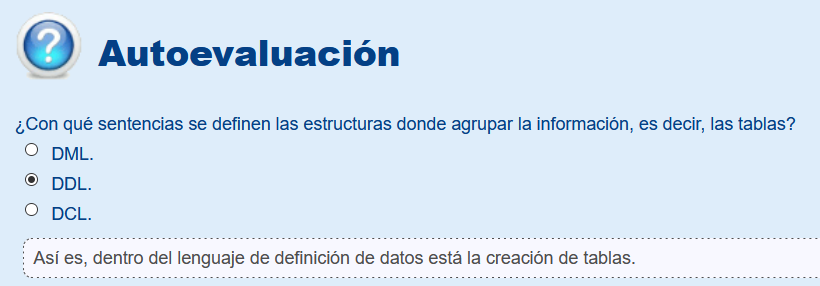 Autoevaluación
¿Con qué sentencias se definen las estructuras donde agrupar la información, es decir, las tablas?
DML.
DDL.
DCL.
Así es, dentro del lenguaje de definición de datos está la creación de tablas.